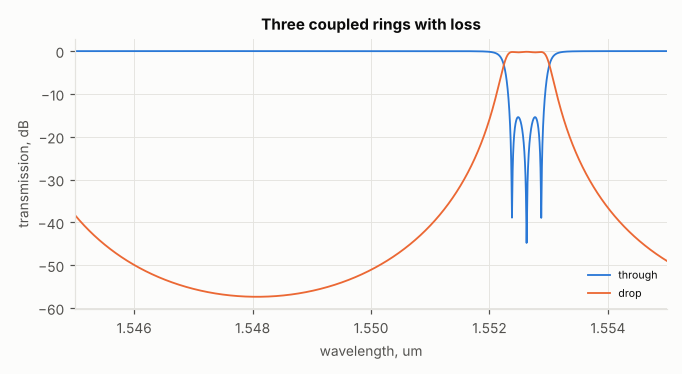 Three coupled rings with loss
transmission, dB
0
−10
−20
−30
−40
−50
−60
through
drop
1.546
1.548
1.550
1.552
1.554
wavelength, um